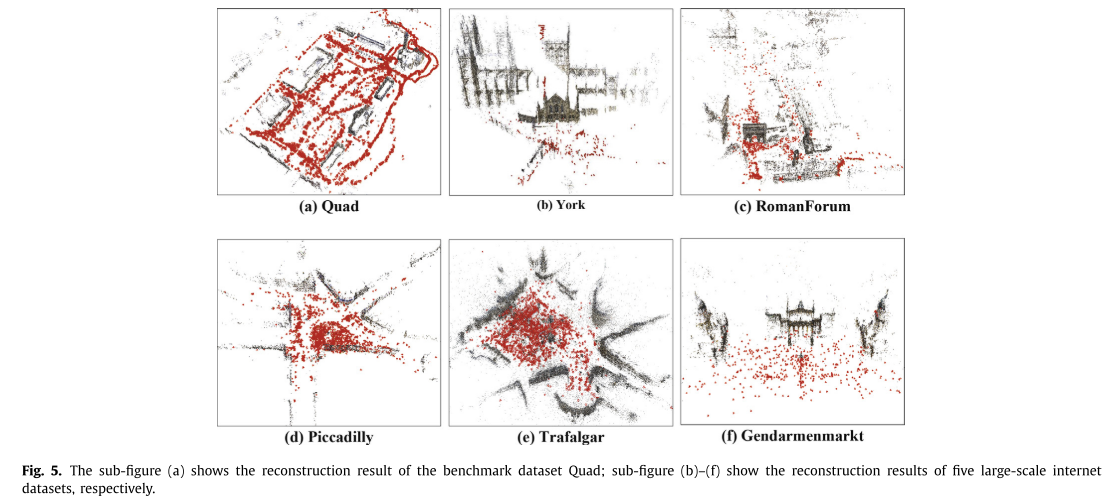 (a) Quad
(b) York
(c) RomanForum
(d) Piccadilly
(e) Trafalgar
(f) Gendarmenmarkt
Fig. 5. The sub-figure (a) shows the reconstruction result of the benchmark dataset Quad; sub-figure (b)–(f) show the reconstruction results of five large-scale internet
datasets, respectively.